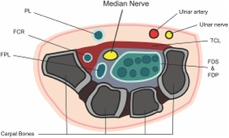 Median Nerve
PL
Ulnar artery
Ulnar nerve
FCR
TCL
FPL
FDS
&
FDP
Carpal Bones